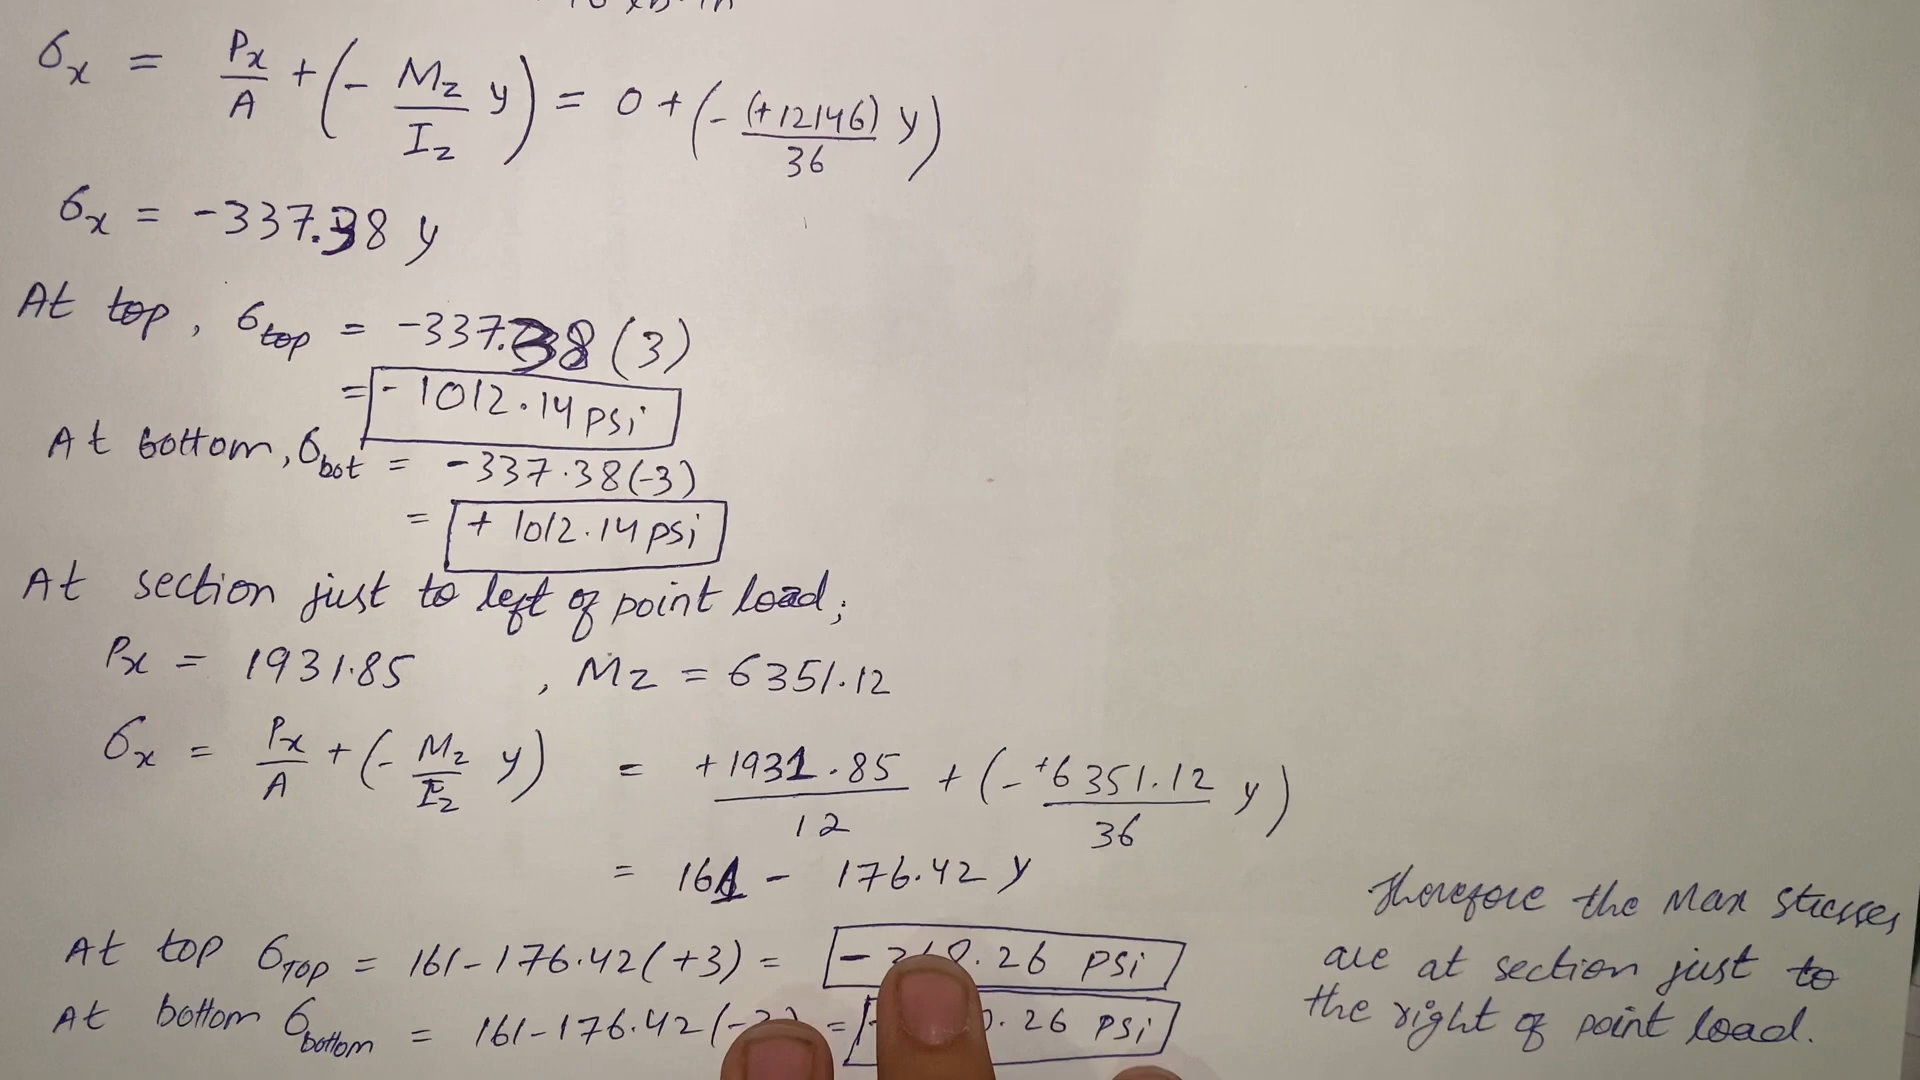 σx = Px/A + (- Mz/Iz y) = 0 + (- (+12146)/36 y)
σx = -337.38 y
At top, σtop = -337.38 (3)
= -1012.14 psi
At bottom, σbot = -337.38(-3)
= +1012.14 psi
At section just to left of point load;
Px = 1931.85 , Mz = 6351.12
σx = Px/A + (- Mz/Iz y) = +1931.85/12 + (- +6351.12/36 y)
= 161 - 176.42 y
At top σTOP = 161-176.42(+3) = .26 psi
At bottom σbottom = 161-176.42(- = .26 psi
Therefore the Max stresses
are at section just to
the right of point load.